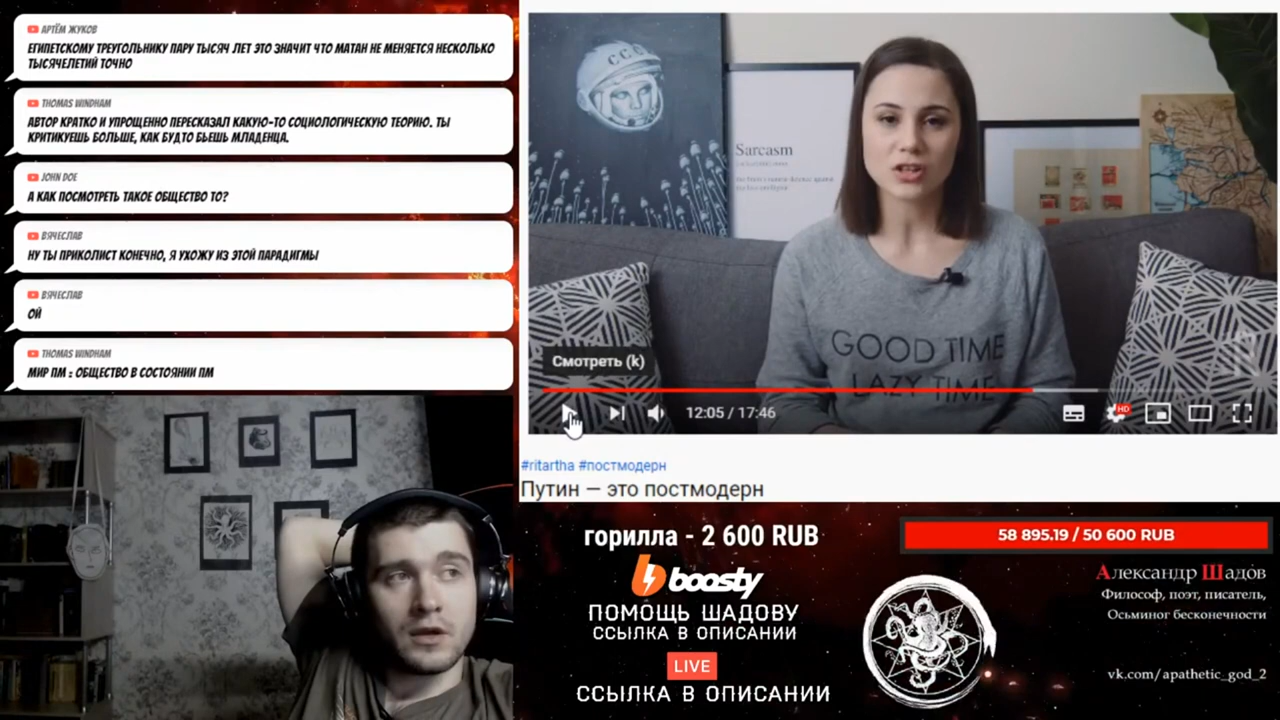 АРТЁМ ЖУКОВ
ЕГИПЕТСКОМУ ТРЕУГОЛЬНИКУ ПАРУ ТЫСЯЧ ЛЕТ ЭТО ЗНАЧИТ ЧТО МАТАН НЕ МЕНЯЕТСЯ НЕСКОЛЬКО
ТЫСЯЧЕЛЕТИЙ ТОЧНО
THOMAS WINDHAM
АВТОР КРАТКО И УПРОЩЕННО ПЕРЕСКАЗАЛ КАКУЮ-ТО СОЦИОЛОГИЧЕСКУЮ ТЕОРИЮ. ТЫ
КРИТИКУЕШЬ БОЛЬШЕ, КАК БУДТО БЬЕШЬ МЛАДЕНЦА.
JOHN DOE
А КАК ПОСМОТРЕТЬ ТАКОЕ ОБЩЕСТВО ТО?
ВЯЧЕСЛАВ
НУ ТЫ ПРИКОЛИСТ КОНЕЧНО, Я УХОЖУ ИЗ ЭТОЙ ПАРАДИГМЫ
ВЯЧЕСЛАВ
ОЙ
THOMAS WINDHAM
МИР ПМ = ОБЩЕСТВО В СОСТОЯНИИ ПМ
СССР
Sarcasm
GOOD TIME
LAZY TIME
Смотреть (k)
12:05 / 17:46
HD
#ritartha #постмодерн
Путин — это постмодерн
горилла - 2 600 RUB
boosty
ПОМОЩЬ ШАДОВУ
ССЫЛКА В ОПИСАНИИ
LIVE
ССЫЛКА В ОПИСАНИИ
58 895.19 / 50 600 RUB
Александр Шадов
Философ, поэт, писатель,
Осьминог бесконечности
vk.com/apathetic_god_2